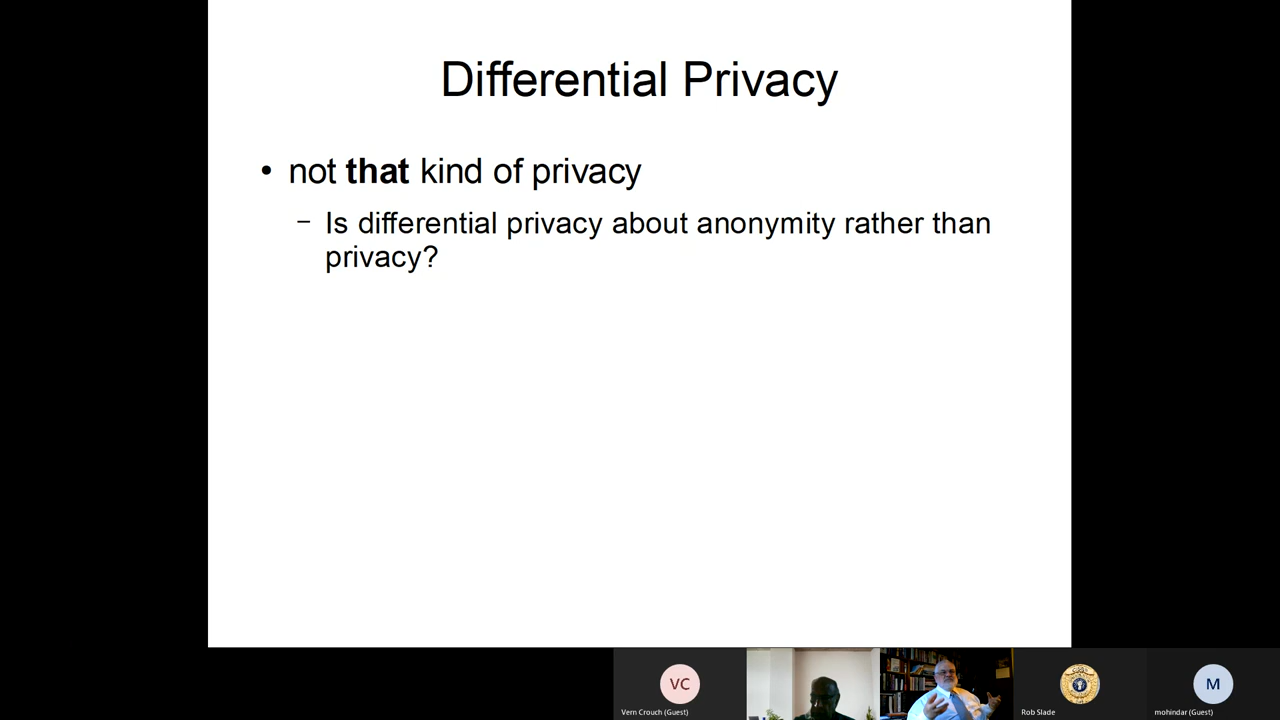 Differential Privacy
• not that kind of privacy
– Is differential privacy about anonymity rather than
privacy?
VC
Vern Crouch (Guest)
Rob Slade
M
mohindar (Guest)